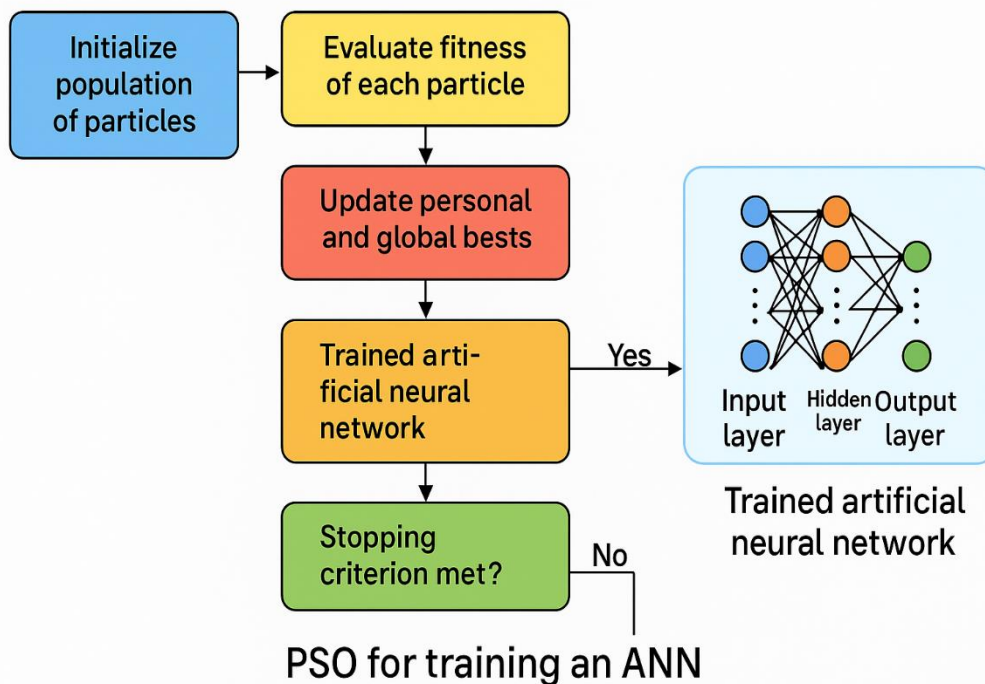 Initialize
population
of particles
Evaluate fitness
of each particle
Update personal
and global bests
Trained arti-
ficial neural
network
Yes
Stopping
criterion met?
No
Input
layer
Hidden
layer
Output
layer
Trained artificial
neural network
PSO for training an ANN